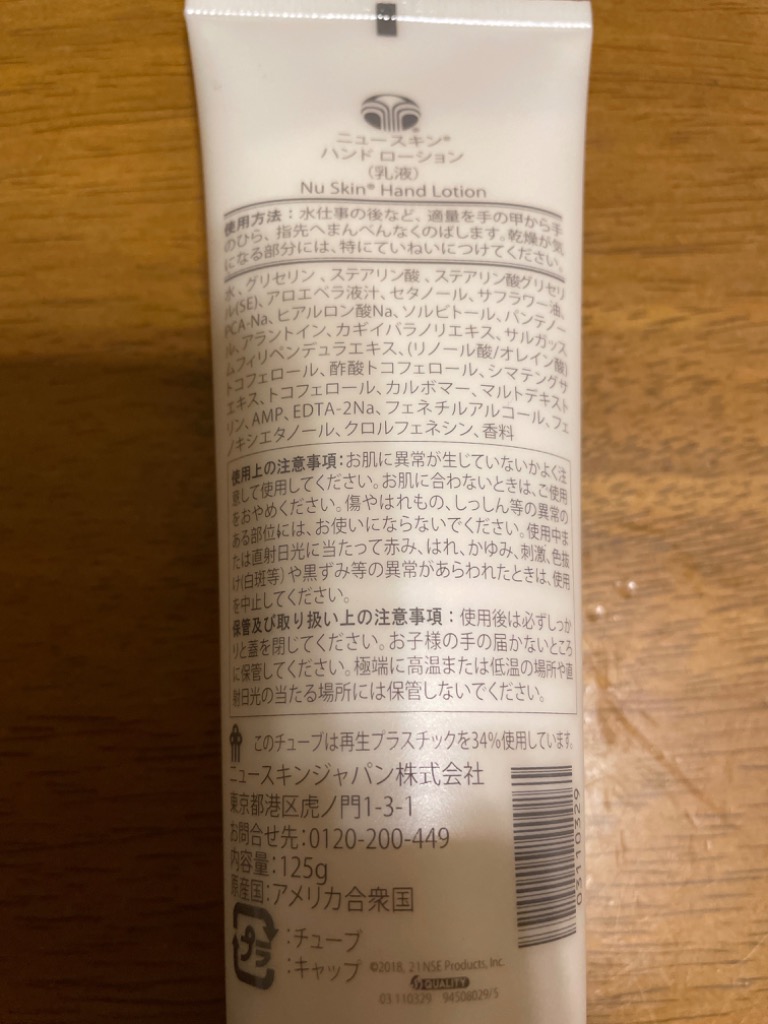 ニュースキン®
ハンド ローション
（乳液）
Nu Skin® Hand Lotion
使用方法：水仕事の後など、適量を手の甲から手
のひら、指先へまんべんなくのばします。乾燥が気
になる部分には、特にていねいにつけてください。
水、グリセリン、ステアリン酸、ステアリン酸グリセリ
ル(SE)、アロエベラ液汁、セタノール、サフラワー油、
PCA-Na、ヒアルロン酸Na、ソルビトール、パンテノー
ル、アラントイン、カギイバラノリエキス、サルガッス
ムフィリペンデュラエキス、(リノール酸/オレイン酸)
トコフェロール、酢酸トコフェロール、シマテングサ
エキス、トコフェロール、カルボマー、マルトデキスト
リン、AMP、EDTA-2Na、フェネチルアルコール、フェ
ノキシエタノール、クロルフェネシン、香料
使用上の注意事項：お肌に異常が生じていないかよく注
意して使用してください。お肌に合わないときは、ご使用
をおやめください。傷やはれもの、しっしん等の異常の
ある部位には、お使いにならないでください。使用中ま
たは直射日光に当たって赤み、はれ、かゆみ、刺激、色抜
け(白斑等)や黒ずみ等の異常があらわれたときは、使用
を中止してください。
保管及び取り扱い上の注意事項：使用後は必ずしっか
りと蓋を閉じてください。お子様の手の届かないところ
に保管してください。極端に高温または低温の場所や直
射日光の当たる場所には保管しないでください。
このチューブは再生プラスチックを34%使用しています。
ニュースキンジャパン株式会社
東京都港区虎ノ門1-3-1
お問合せ先：0120-200-449
内容量：125g
原産国：アメリカ合衆国
プラ
：チューブ
：キャップ
©2018, 21 NSE Products, Inc.
QUALITY
03 110329 94508029/5
03110329